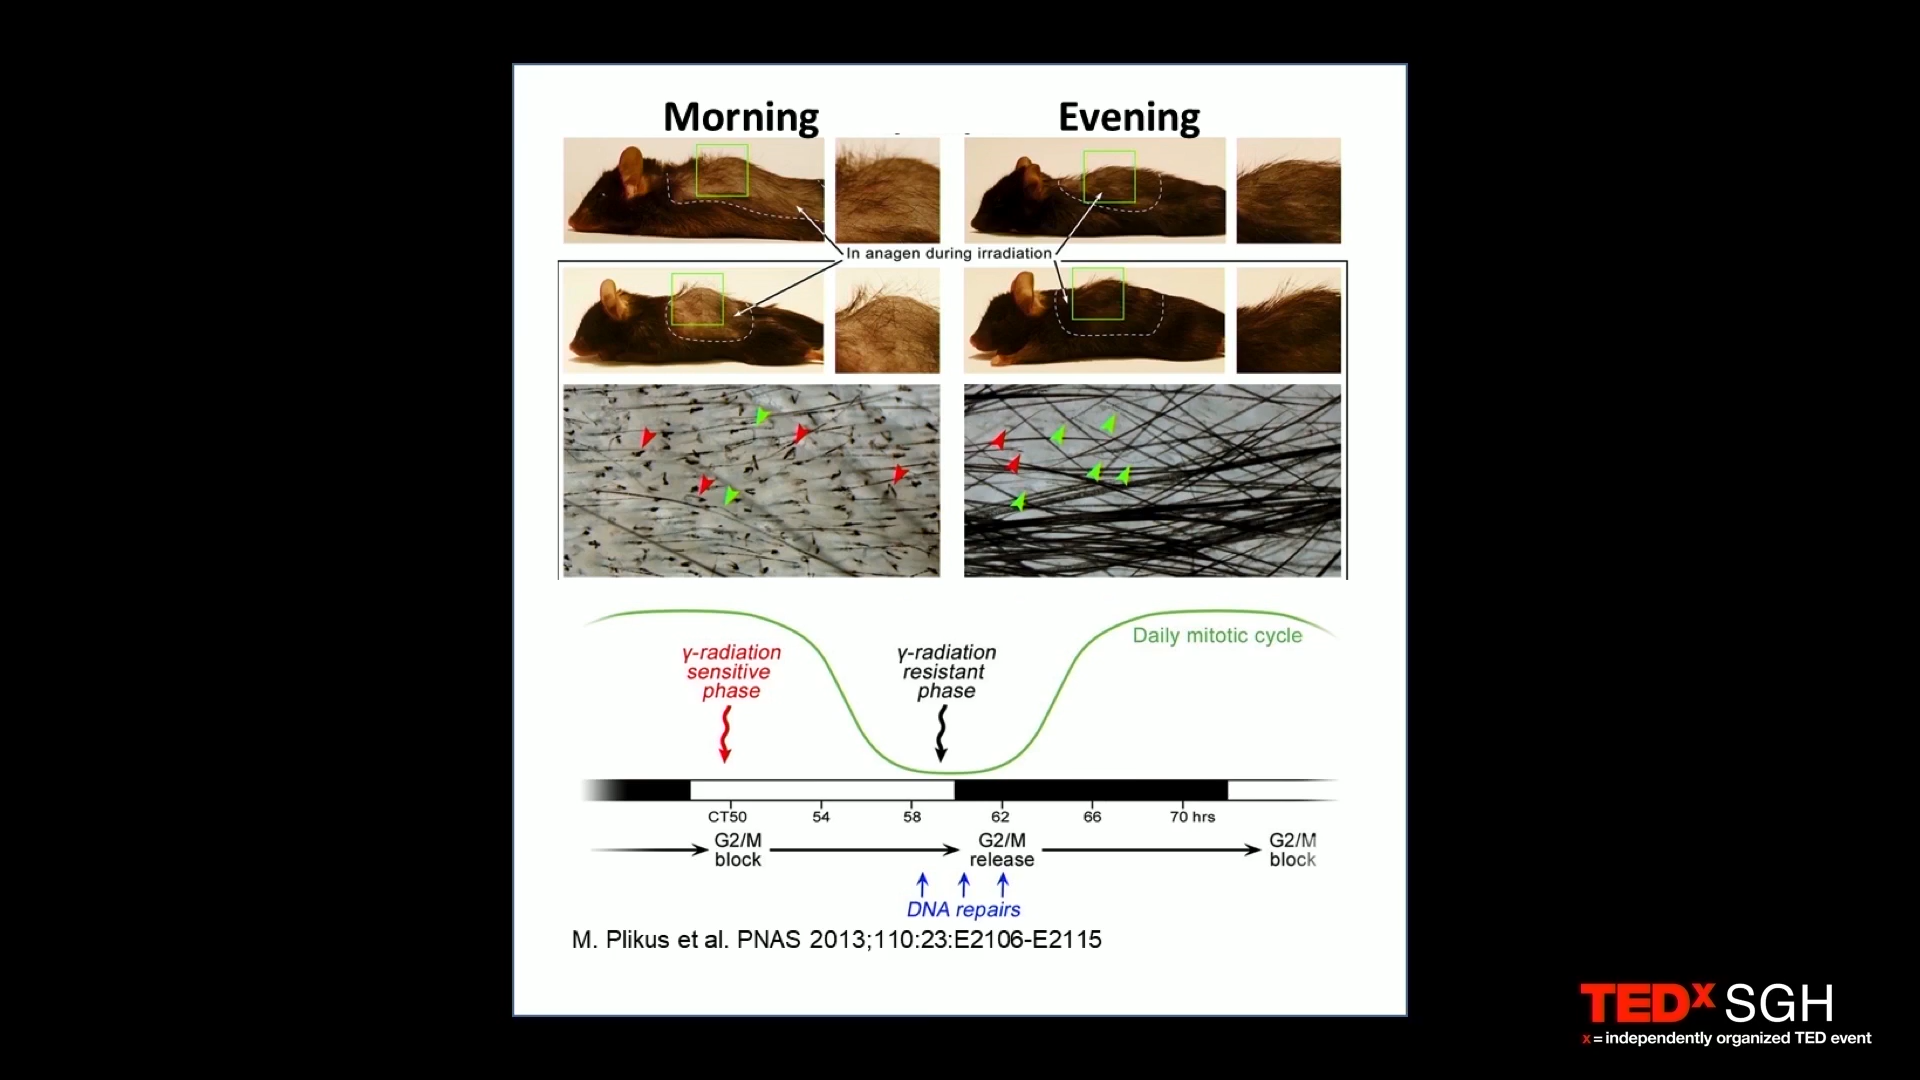 Morning
Evening
In anagen during irradiation
Daily mitotic cycle
γ-radiation
sensitive
phase
γ-radiation
resistant
phase
CT50 54 58 62 66 70 hrs
G2/M
block
G2/M
release
G2/M
block
DNA repairs
M. Plikus et al. PNAS 2013;110:23:E2106-E2115
TEDx SGH
x = independently organized TED event